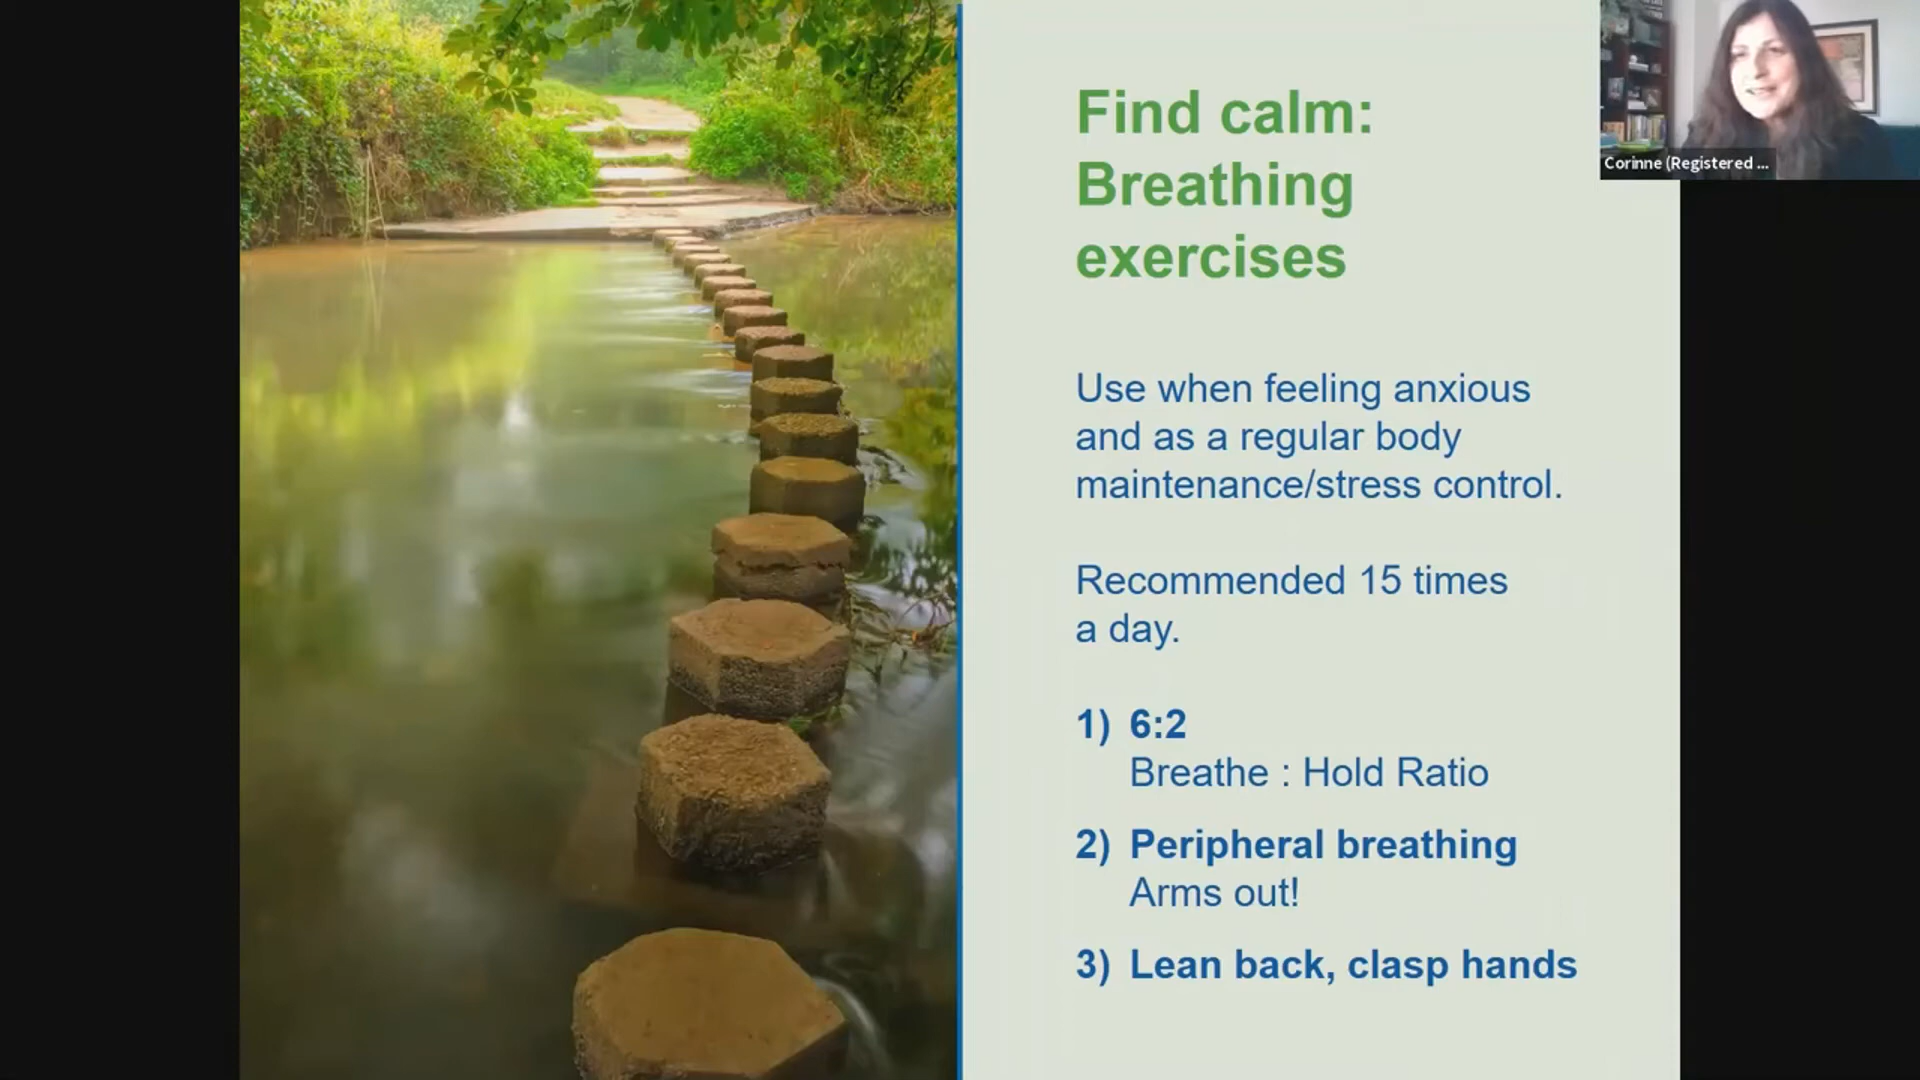 Find calm:
Breathing
exercises
Corinne (Registered ...
Use when feeling anxious
and as a regular body
maintenance/stress control.
Recommended 15 times
a day.
1) 6:2
Breathe : Hold Ratio
2) Peripheral breathing
Arms out!
3) Lean back, clasp hands